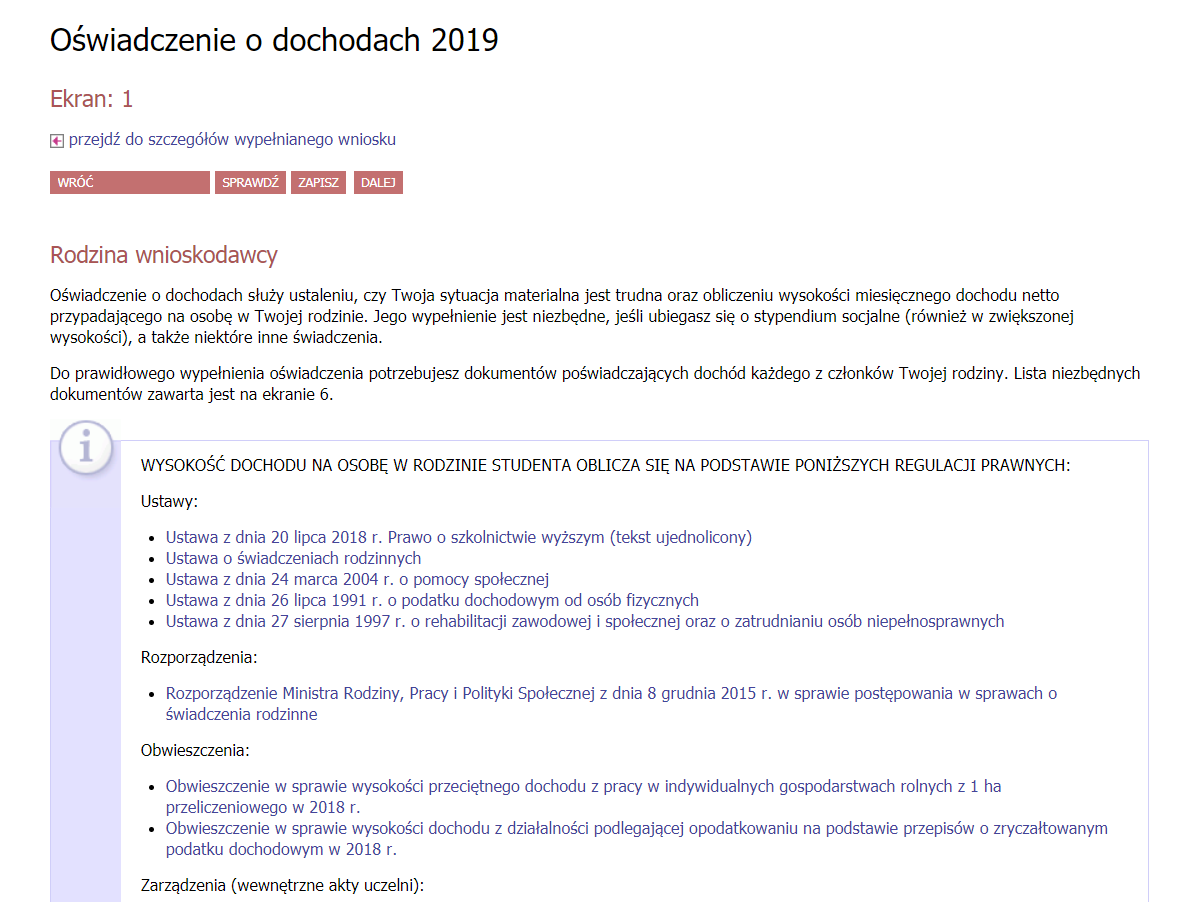 Oświadczenie o dochodach 2019
Ekran: 1
przejdź do szczegółów wypełnianego wniosku
WRÓĆ SPRAWDŹ ZAPISZ DALEJ
Rodzina wnioskodawcy
Oświadczenie o dochodach służy ustaleniu, czy Twoja sytuacja materialna jest trudna oraz obliczeniu wysokości miesięcznego dochodu netto
przypadającego na osobę w Twojej rodzinie. Jego wypełnienie jest niezbędne, jeśli ubiegasz się o stypendium socjalne (również w zwiększonej
wysokości), a także niektóre inne świadczenia.
Do prawidłowego wypełnienia oświadczenia potrzebujesz dokumentów poświadczających dochód każdego z członków Twojej rodziny. Lista niezbędnych
dokumentów zawarta jest na ekranie 6.
i
WYSOKOŚĆ DOCHODU NA OSOBĘ W RODZINIE STUDENTA OBLICZA SIĘ NA PODSTAWIE PONIŻSZYCH REGULACJI PRAWNYCH:
Ustawy:
• Ustawa z dnia 20 lipca 2018 r. Prawo o szkolnictwie wyższym (tekst ujednolicony)
• Ustawa o świadczeniach rodzinnych
• Ustawa z dnia 24 marca 2004 r. o pomocy społecznej
• Ustawa z dnia 26 lipca 1991 r. o podatku dochodowym od osób fizycznych
• Ustawa z dnia 27 sierpnia 1997 r. o rehabilitacji zawodowej i społecznej oraz o zatrudnianiu osób niepełnosprawnych
Rozporządzenia:
• Rozporządzenie Ministra Rodziny, Pracy i Polityki Społecznej z dnia 8 grudnia 2015 r. w sprawie postępowania w sprawach o
świadczenia rodzinne
Obwieszczenia:
• Obwieszczenie w sprawie wysokości przeciętnego dochodu z pracy w indywidualnych gospodarstwach rolnych z 1 ha
przeliczeniowego w 2018 r.
• Obwieszczenie w sprawie wysokości dochodu z działalności podlegającej opodatkowaniu na podstawie przepisów o zryczałtowanym
podatku dochodowym w 2018 r.
Zarządzenia (wewnętrzne akty uczelni):